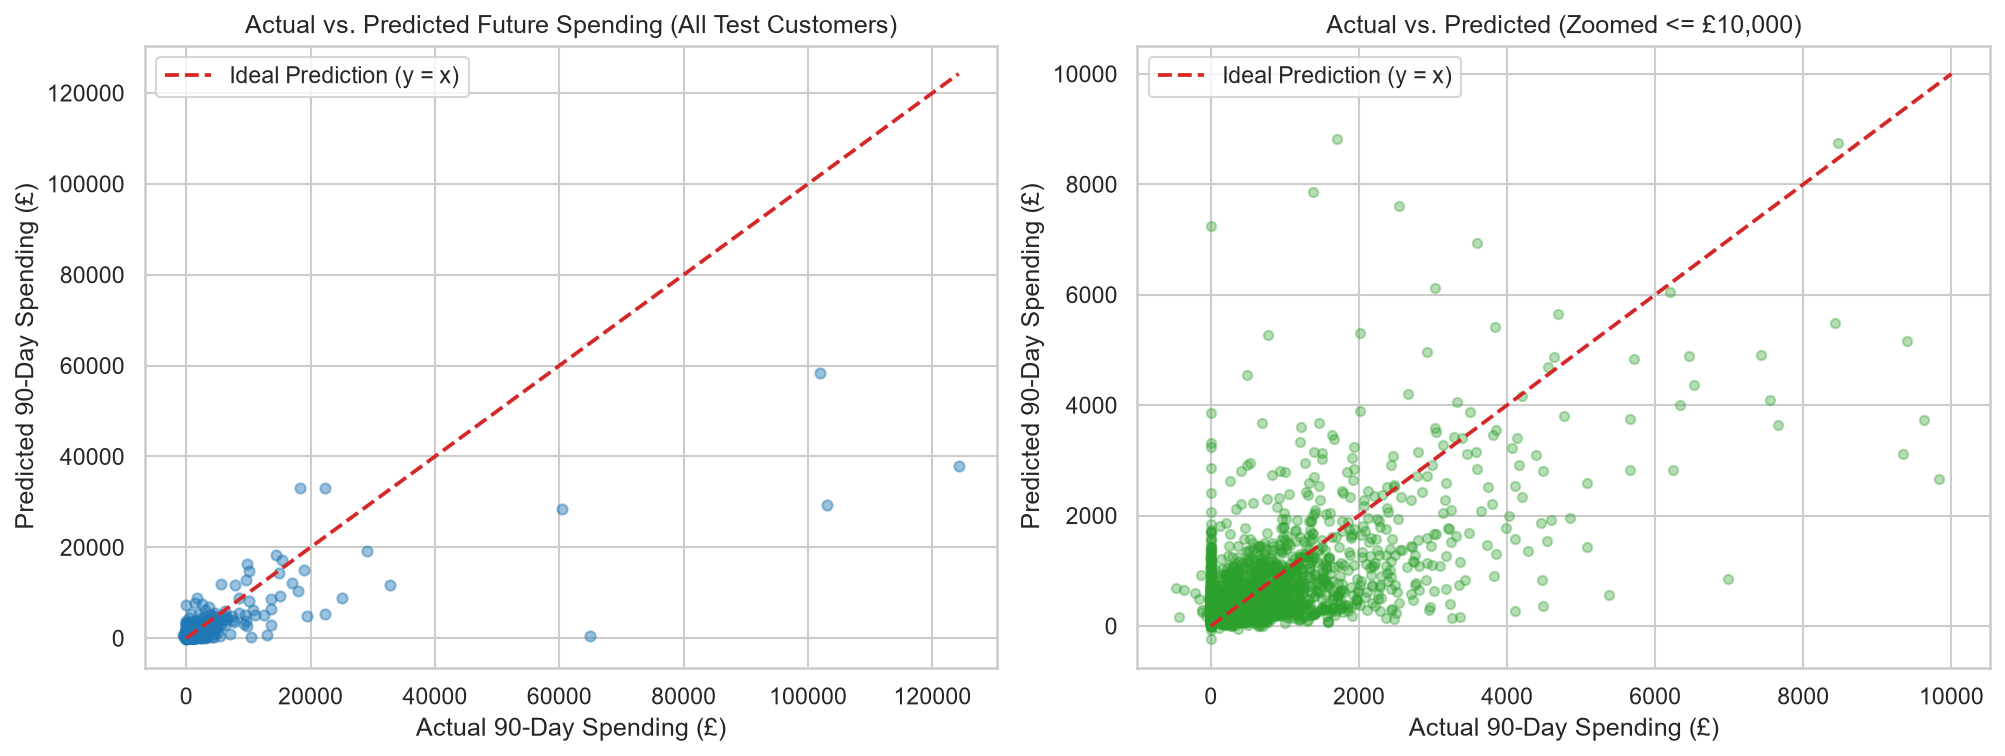 Actual vs. Predicted Future Spending (All Test Customers)
Ideal Prediction (y = x)
Predicted 90-Day Spending (£)
120000
100000
80000
60000
40000
20000
0
0 20000 40000 60000 80000 100000 120000
Actual 90-Day Spending (£)
Actual vs. Predicted (Zoomed <= £10,000)
Ideal Prediction (y = x)
Predicted 90-Day Spending (£)
10000
8000
6000
4000
2000
0
0 2000 4000 6000 8000 10000
Actual 90-Day Spending (£)